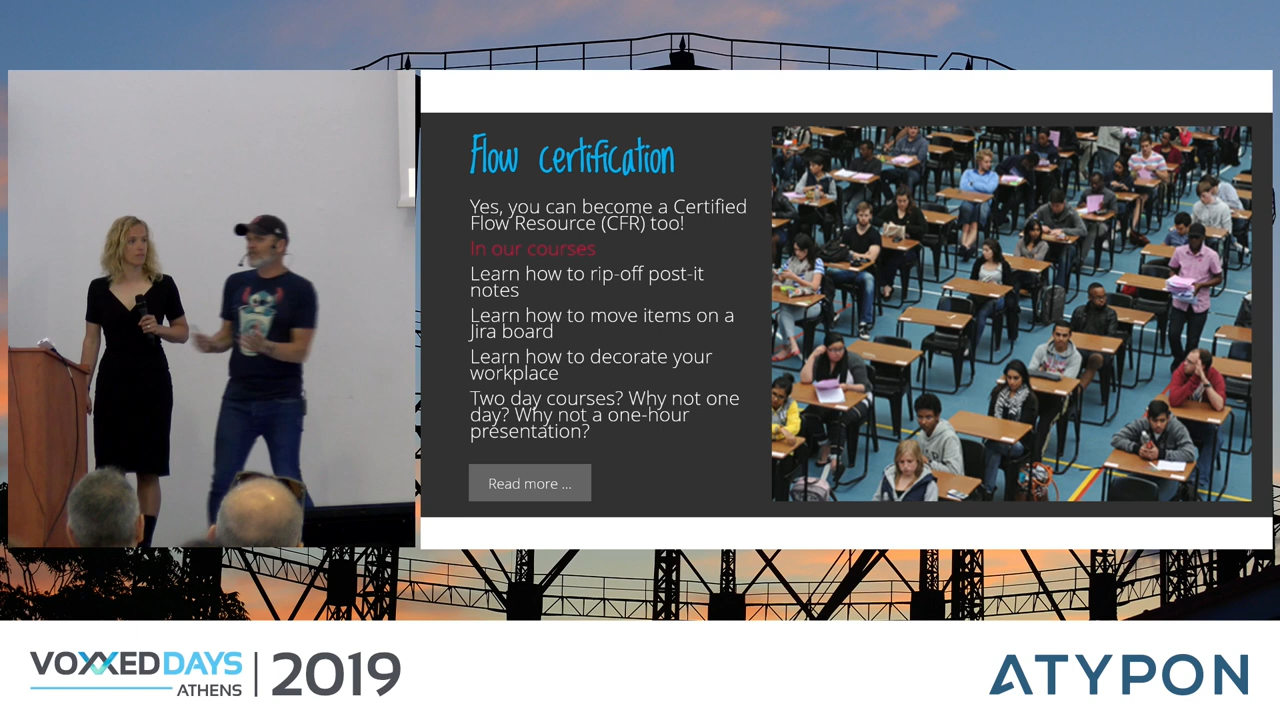 Flow certification
Yes, you can become a Certified
Flow Resource (CFR) too!
In our courses
Learn how to rip-off post-it
notes
Learn how to move items on a
Jira board
Learn how to decorate your
workplace
Two day courses? Why not one
day? Why not a one-hour
presentation?
Read more ...
VOXXED DAYS
ATHENS
2019
ATYPON